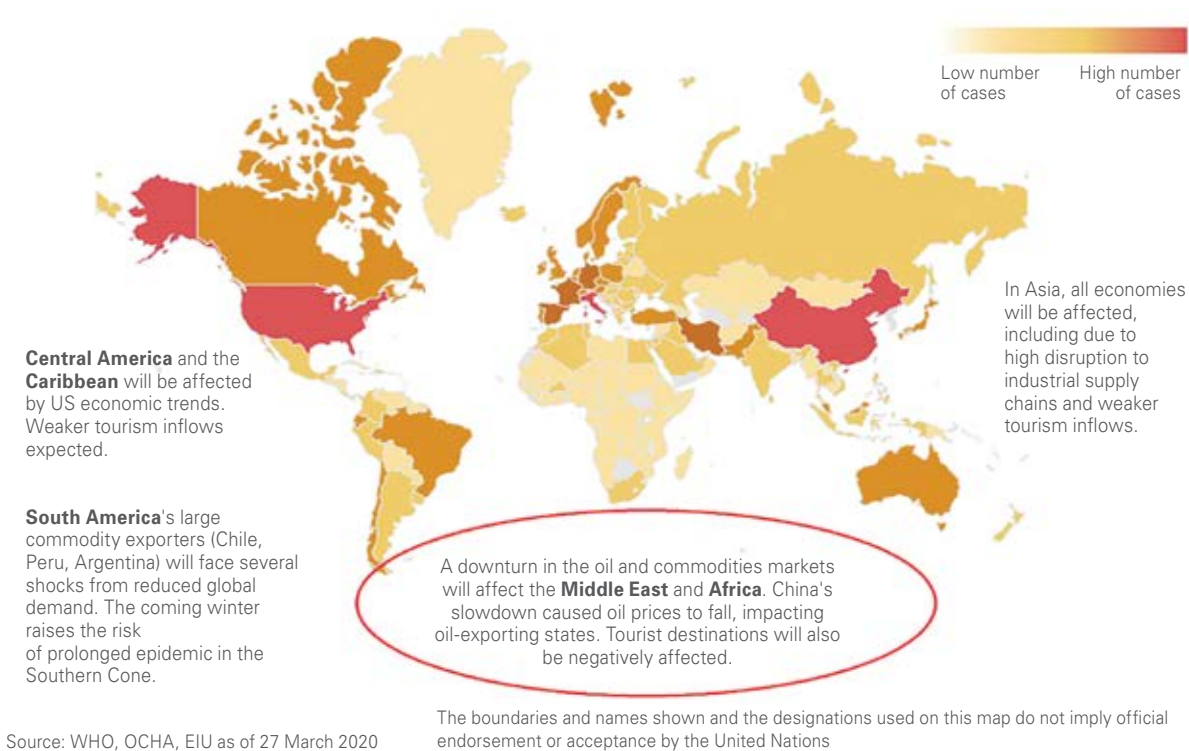 Low number
of cases
High number
of cases
In Asia, all economies
will be affected,
including due to
high disruption to
industrial supply
chains and weaker
tourism inflows.
Central America and the
Caribbean will be affected
by US economic trends.
Weaker tourism inflows
expected.
South America's large
commodity exporters (Chile,
Peru, Argentina) will face several
shocks from reduced global
demand. The coming winter
raises the risk
of prolonged epidemic in the
Southern Cone.
A downturn in the oil and commodities markets
will affect the Middle East and Africa. China's
slowdown caused oil prices to fall, impacting
oil-exporting states. Tourist destinations will also
be negatively affected.
The boundaries and names shown and the designations used on this map do not imply official
endorsement or acceptance by the United Nations
Source: WHO, OCHA, EIU as of 27 March 2020